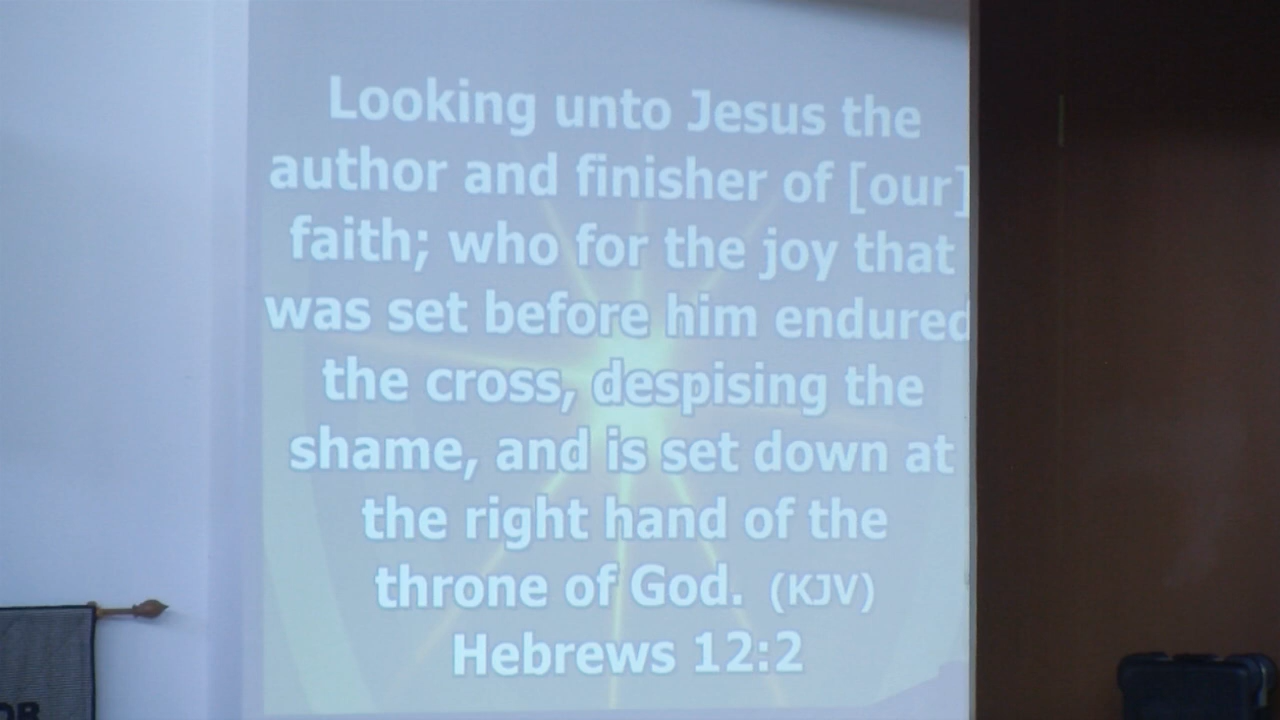 Looking unto Jesus the
author and finisher of [our]
faith; who for the joy that
was set before him endured
the cross, despising the
shame, and is set down at
the right hand of the
throne of God. (KJV)
Hebrews 12:2